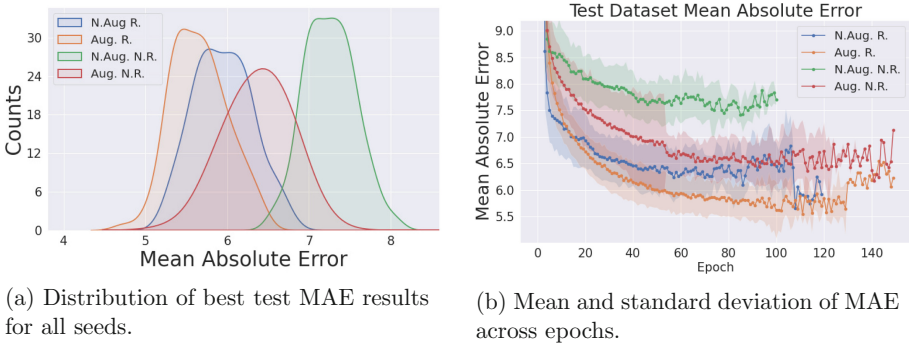 N.Aug R.
Aug. R.
N.Aug. N.R.
Aug. N.R.
Counts
30
24
18
12
6
0
4
5
6
7
8
Mean Absolute Error
(a) Distribution of best test MAE results
for all seeds.
Test Dataset Mean Absolute Error
N.Aug. R.
Aug. R.
N.Aug. N.R.
Aug. N.R.
Mean Absolute Error
9.0
8.5
8.0
7.5
7.0
6.5
6.0
5.5
0
20
40
60
80
100
120
140
Epoch
(b) Mean and standard deviation of MAE
across epochs.